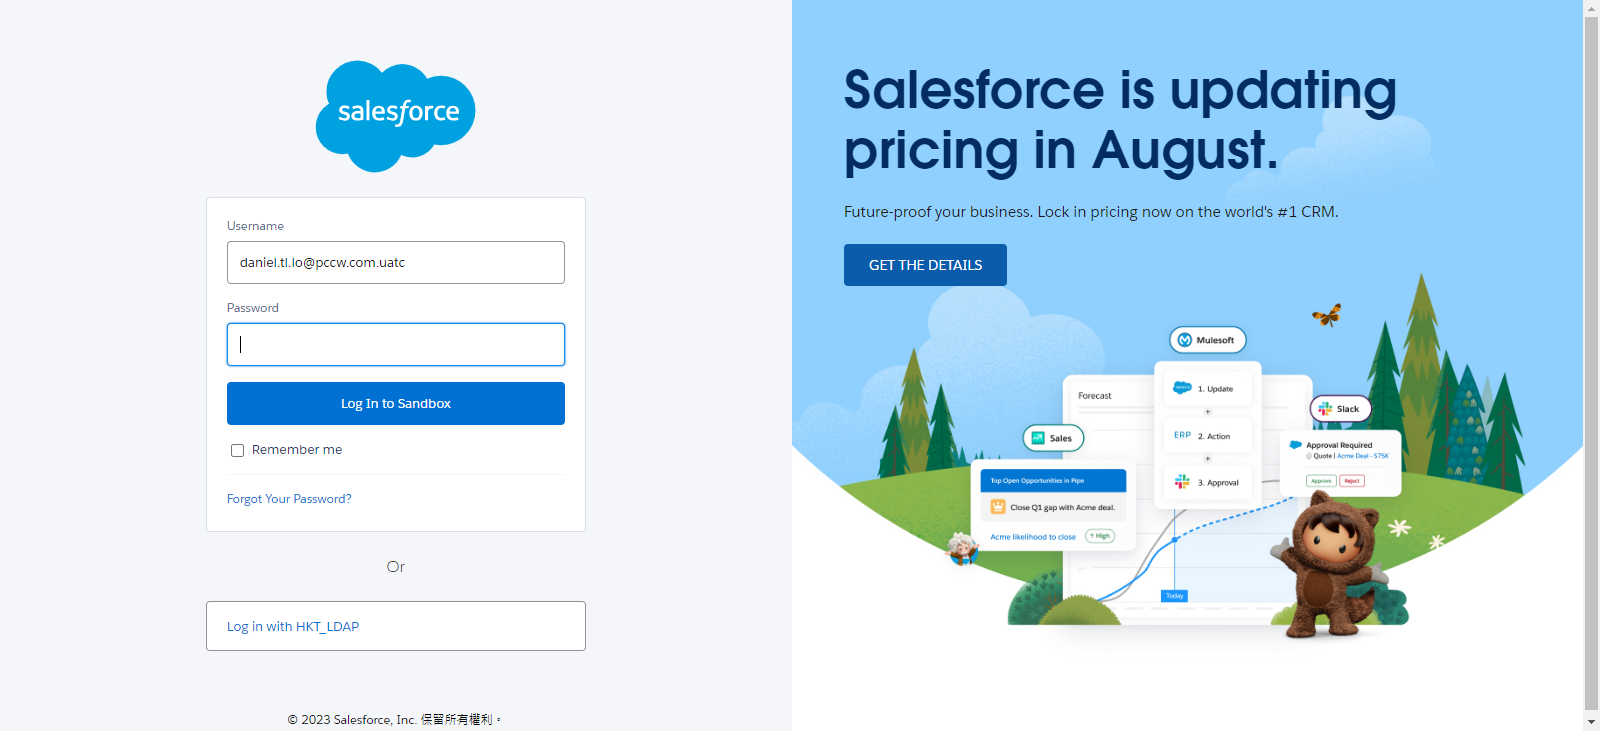 salesforce
Username
daniel.tl.lo@pccw.com.uatc
Password
Log In to Sandbox
Remember me
Forgot Your Password?
Or
Log in with HKT_LDAP
© 2023 Salesforce, Inc. 保留所有權利。
Salesforce is updating
pricing in August.
Future-proof your business. Lock in pricing now on the world's #1 CRM.
GET THE DETAILS
Mulesoft
1. Update
+
ERP 2. Action
+
3. Approval
Forecast
Sales
Top Open Opportunities in Pipe
Close Q1 gap with Acme deal.
Acme likelihood to close ↑ High
Slack
Approval Required
Quote | Acme Deal - $75K
Approve Reject
Today